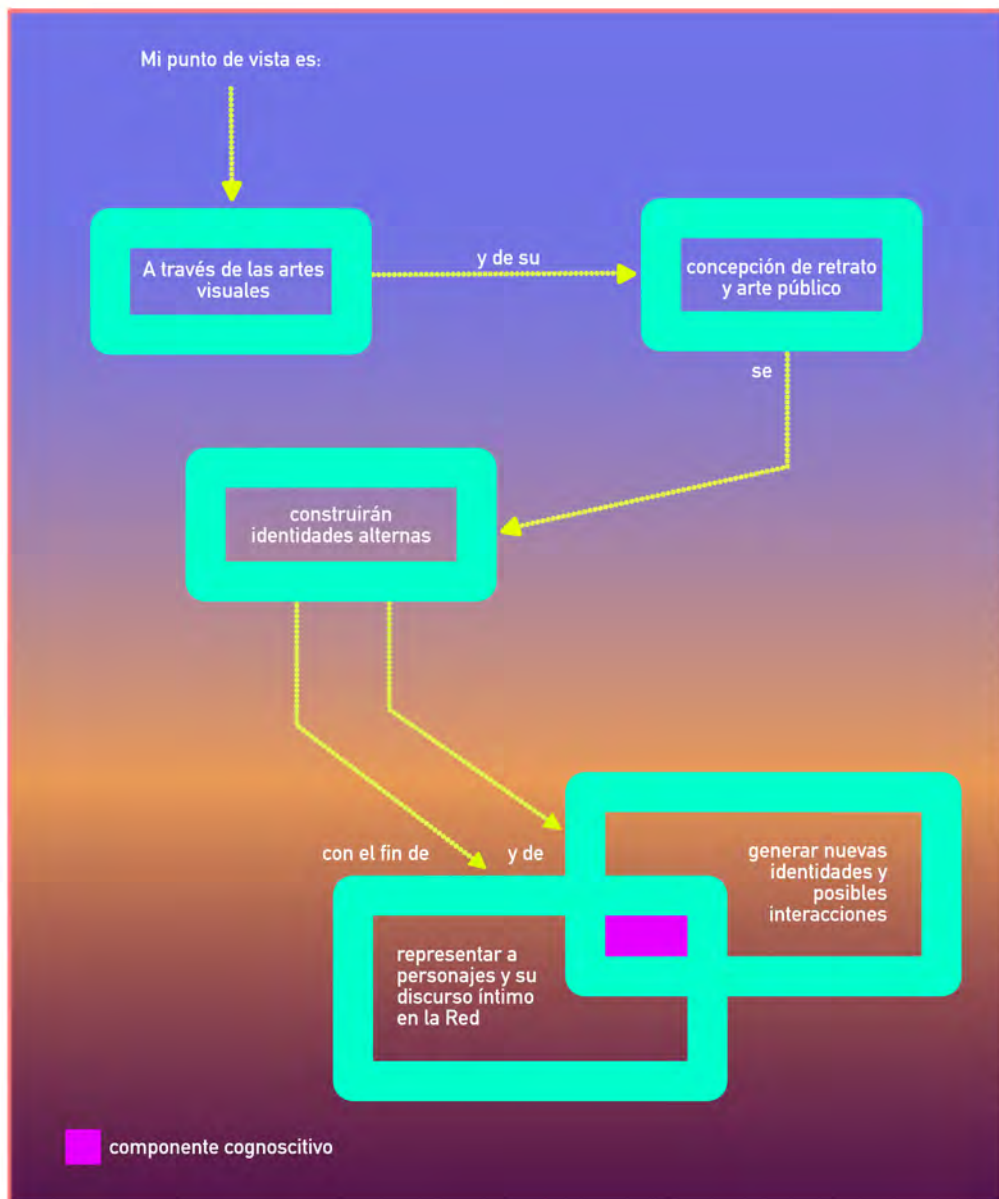 Mi punto de vista es:
A través de las artes
visuales
y de su
concepción de retrato
y arte público
se
construirán
identidades alternas
con el fin de
y de
generar nuevas
identidades y
posibles
interacciones
representar a
personajes y su
discurso íntimo
en la Red
componente cognoscitivo